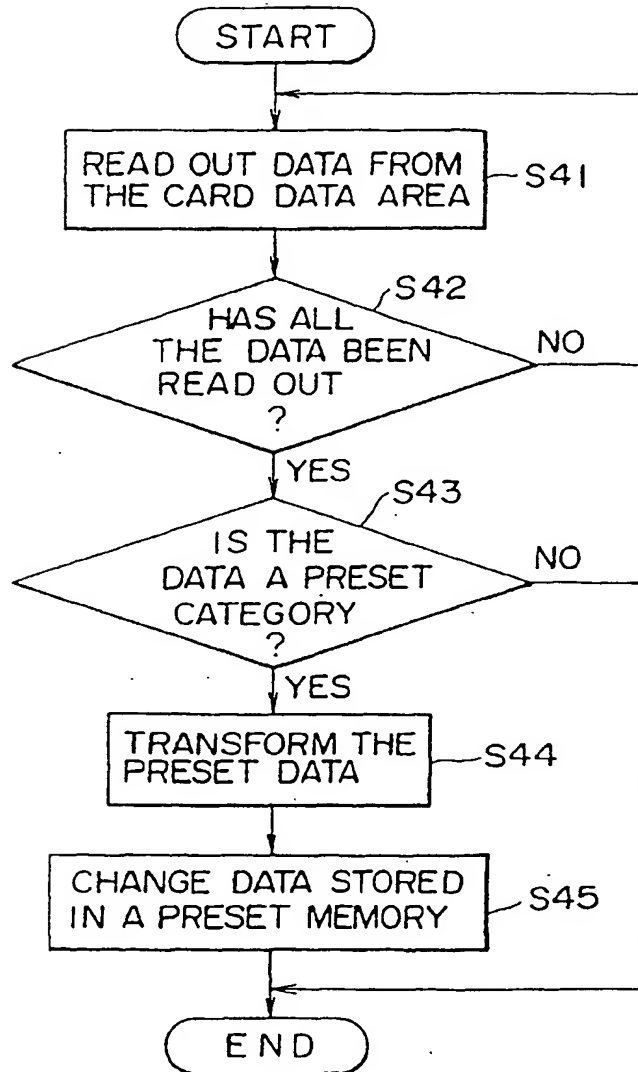 START
READ OUT DATA FROM
THE CARD DATA AREA
S41
S42
HAS ALL
THE DATA BEEN
READ OUT
?
NO
YES
S43
IS THE
DATA A PRESET
CATEGORY
?
NO
YES
TRANSFORM THE
PRESET DATA
S44
CHANGE DATA STORED
IN A PRESET MEMORY
S45
END